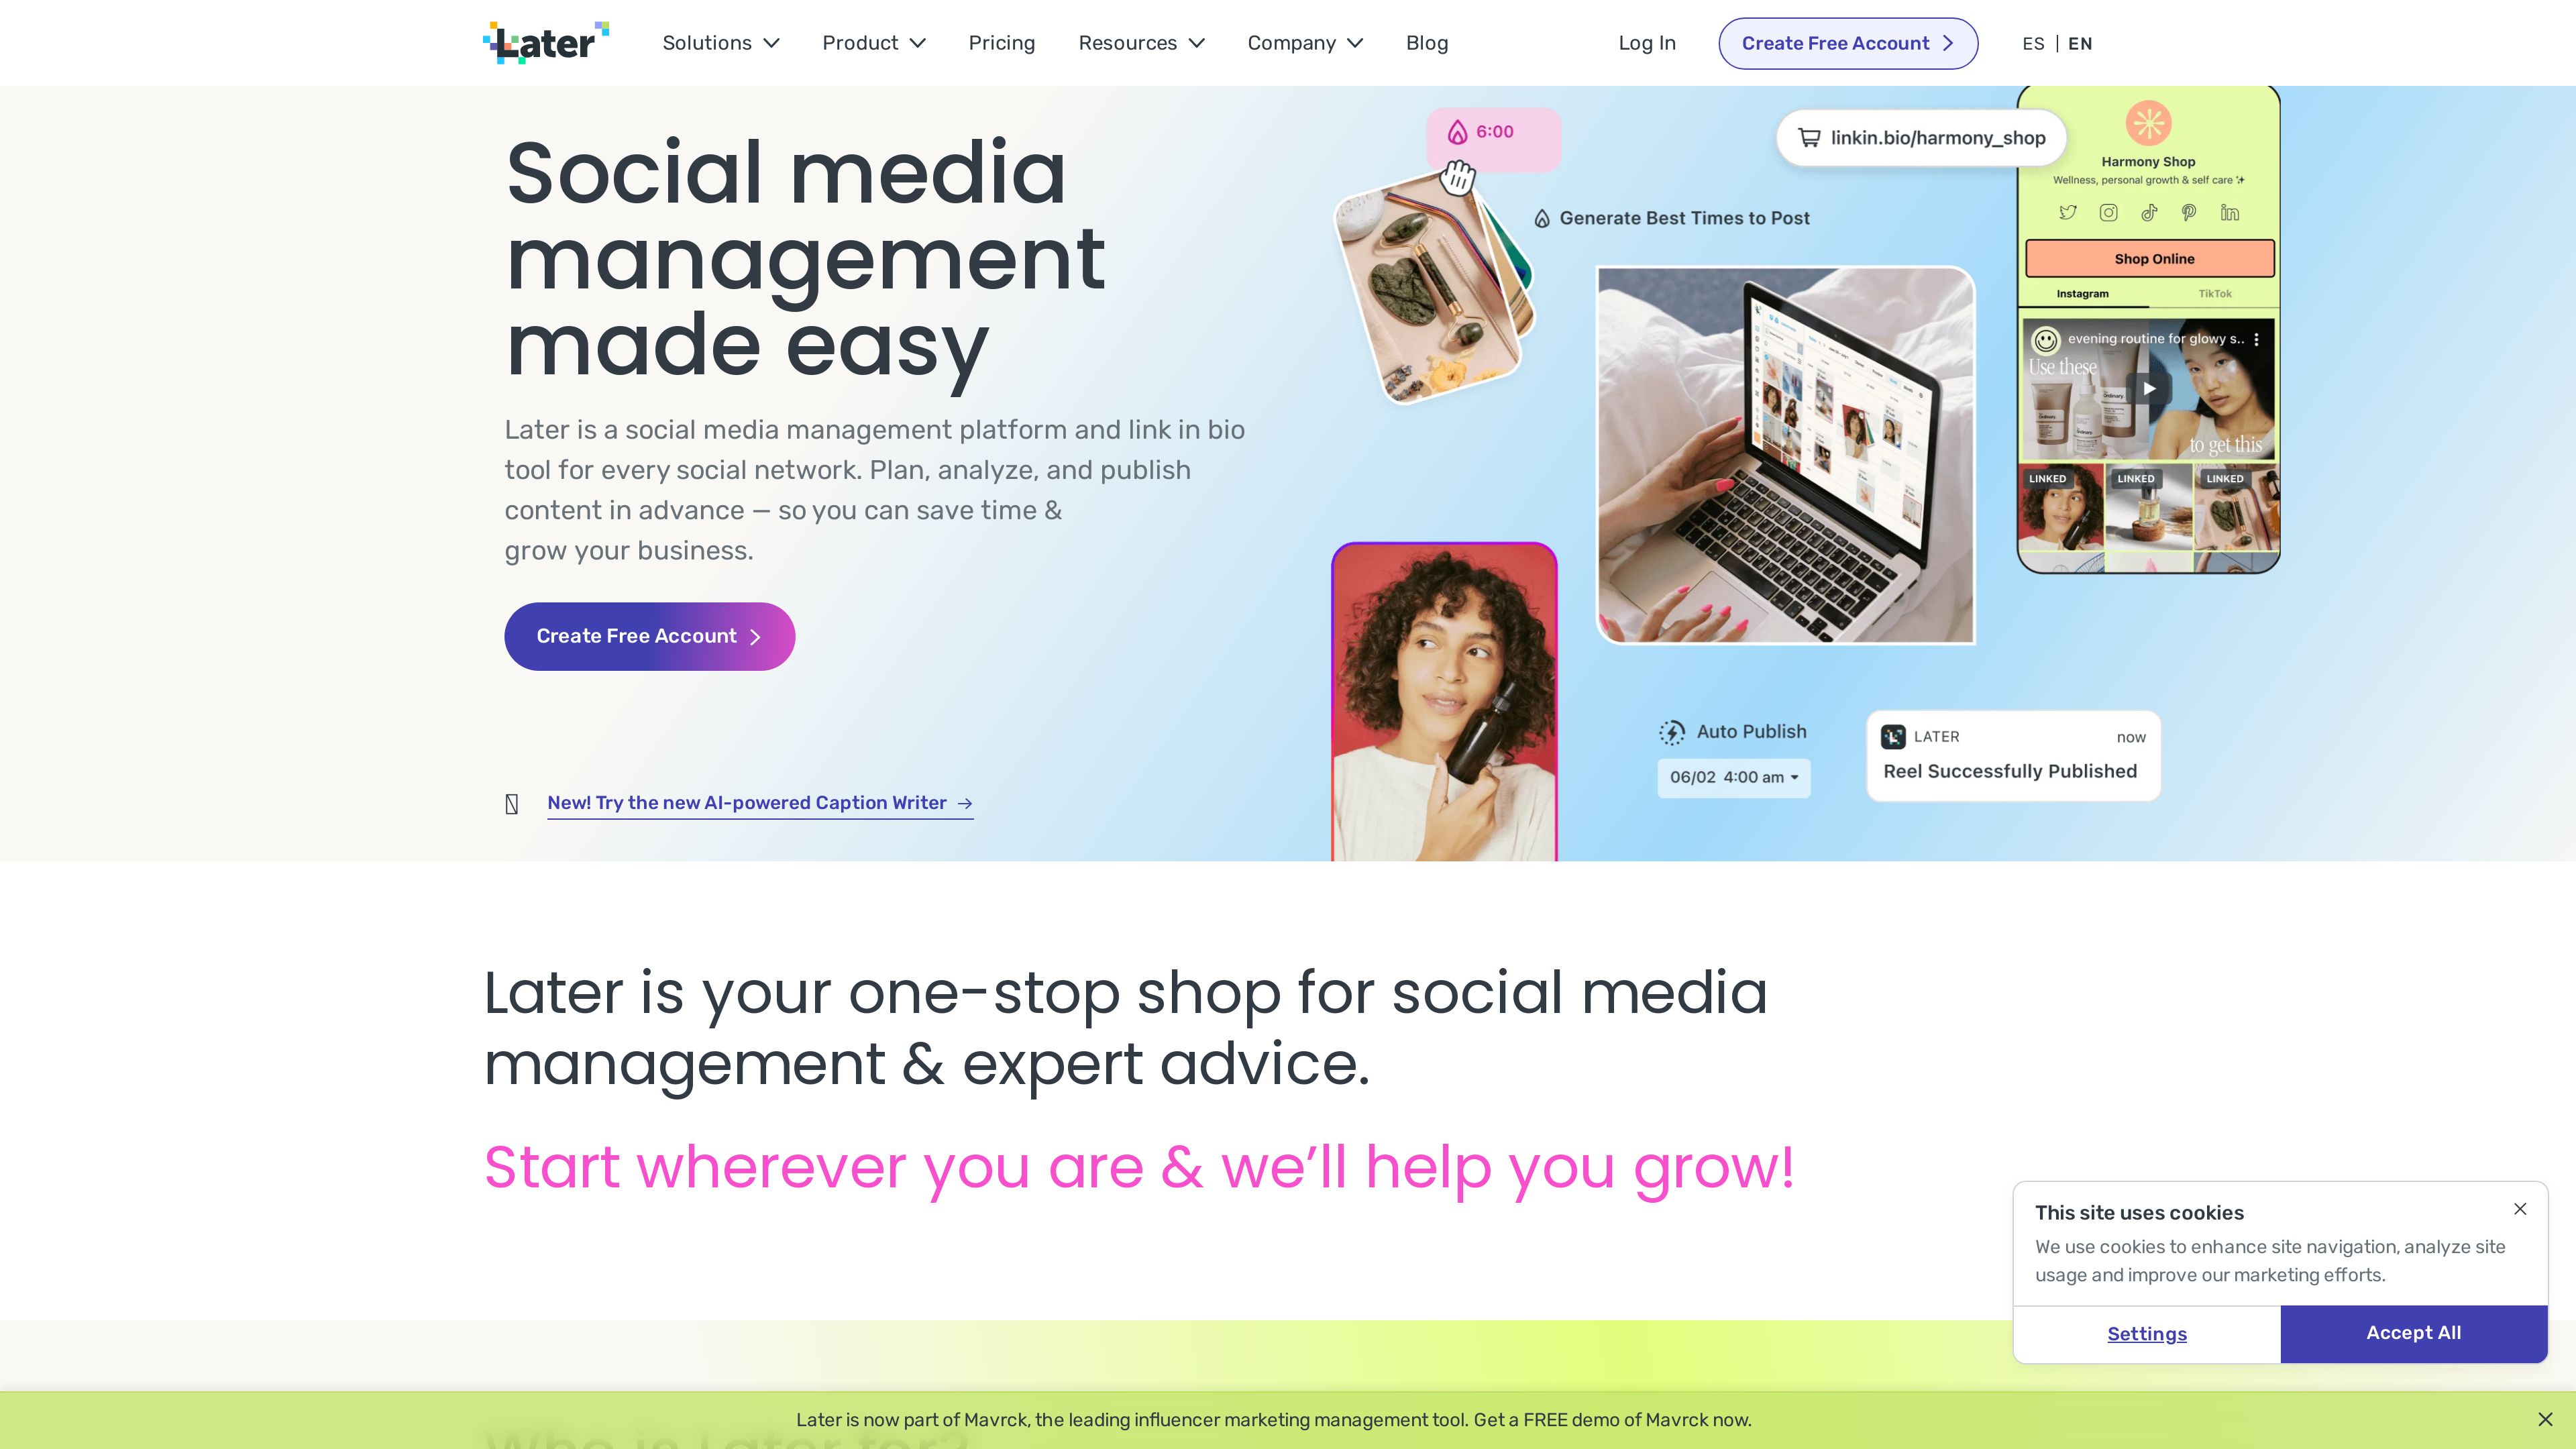 Later
Solutions
Product
Pricing
Resources
Company
Blog
Log In
Create Free Account
ES | EN
Social media
management
made easy
Later is a social media management platform and link in bio
tool for every social network. Plan, analyze, and publish
content in advance — so you can save time &
grow your business.
Create Free Account
New! Try the new AI-powered Caption Writer →
6:00
Generate Best Times to Post
linkin.bio/harmony_shop
Harmony Shop
Wellness, personal growth & self care ✨
Shop Online
Instagram
TikTok
evening routine for glowy s..
Use these
to get this
LINKED
LINKED
LINKED
Auto Publish
06/02 4:00 am
LATER
now
Reel Successfully Published
Later is your one-stop shop for social media
management & expert advice.
Start wherever you are & we’ll help you grow!
This site uses cookies
We use cookies to enhance site navigation, analyze site
usage and improve our marketing efforts.
Settings
Accept All
Who is Later for?
Later is now part of Mavrck, the leading influencer marketing management tool. Get a FREE demo of Mavrck now.